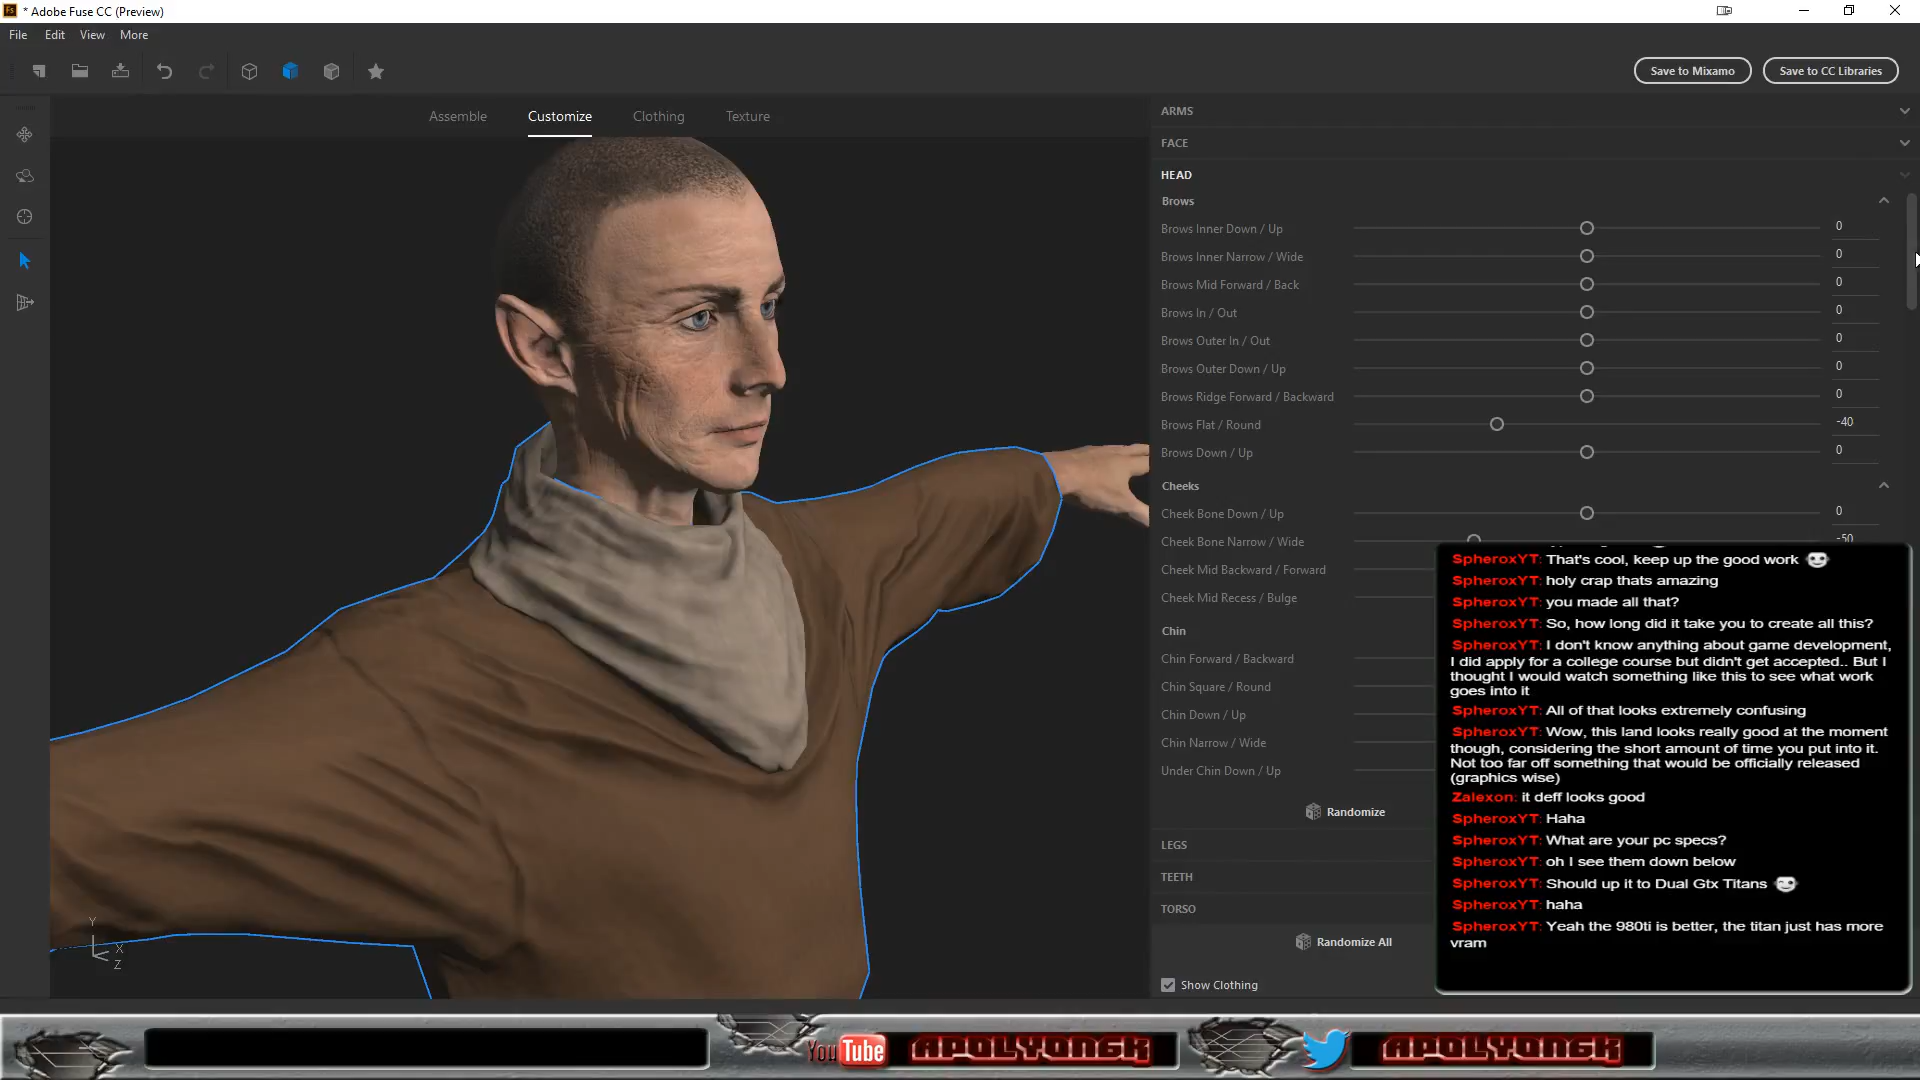 * Adobe Fuse CC (Preview)
File Edit View More
Save to Mixamo
Save to CC Libraries
Assemble Customize Clothing Texture
ARMS
FACE
HEAD
Brows
Brows Inner Down / Up 0
Brows Inner Narrow / Wide 0
Brows Mid Forward / Back 0
Brows In / Out 0
Brows Outer In / Out 0
Brows Outer Down / Up 0
Brows Ridge Forward / Backward 0
Brows Flat / Round -40
Brows Down / Up 0
Cheeks
Cheek Bone Down / Up 0
Cheek Bone Narrow / Wide -50
Cheek Mid Backward / Forward
Cheek Mid Recess / Bulge
Chin
Chin Forward / Backward
Chin Square / Round
Chin Down / Up
Chin Narrow / Wide
Under Chin Down / Up
Randomize
LEGS
TEETH
TORSO
Randomize All
Show Clothing
SpheroxYT: That's cool, keep up the good work
SpheroxYT: holy crap thats amazing
SpheroxYT: you made all that?
SpheroxYT: So, how long did it take you to create all this?
SpheroxYT: I don't know anything about game development,
I did apply for a college course but didn't get accepted.. But I
thought I would watch something like this to see what work
goes into it
SpheroxYT: All of that looks extremely confusing
SpheroxYT: Wow, this land looks really good at the moment
though, considering the short amount of time you put into it.
Not too far off something that would be officially released
(graphics wise)
Zalexon: it deff looks good
SpheroxYT: Haha
SpheroxYT: What are your pc specs?
SpheroxYT: oh I see them down below
SpheroxYT: Should up it to Dual Gtx Titans
SpheroxYT: haha
SpheroxYT: Yeah the 980ti is better, the titan just has more
vram
Y
X
Z
YouTube APOLYON6K APOLYON6K